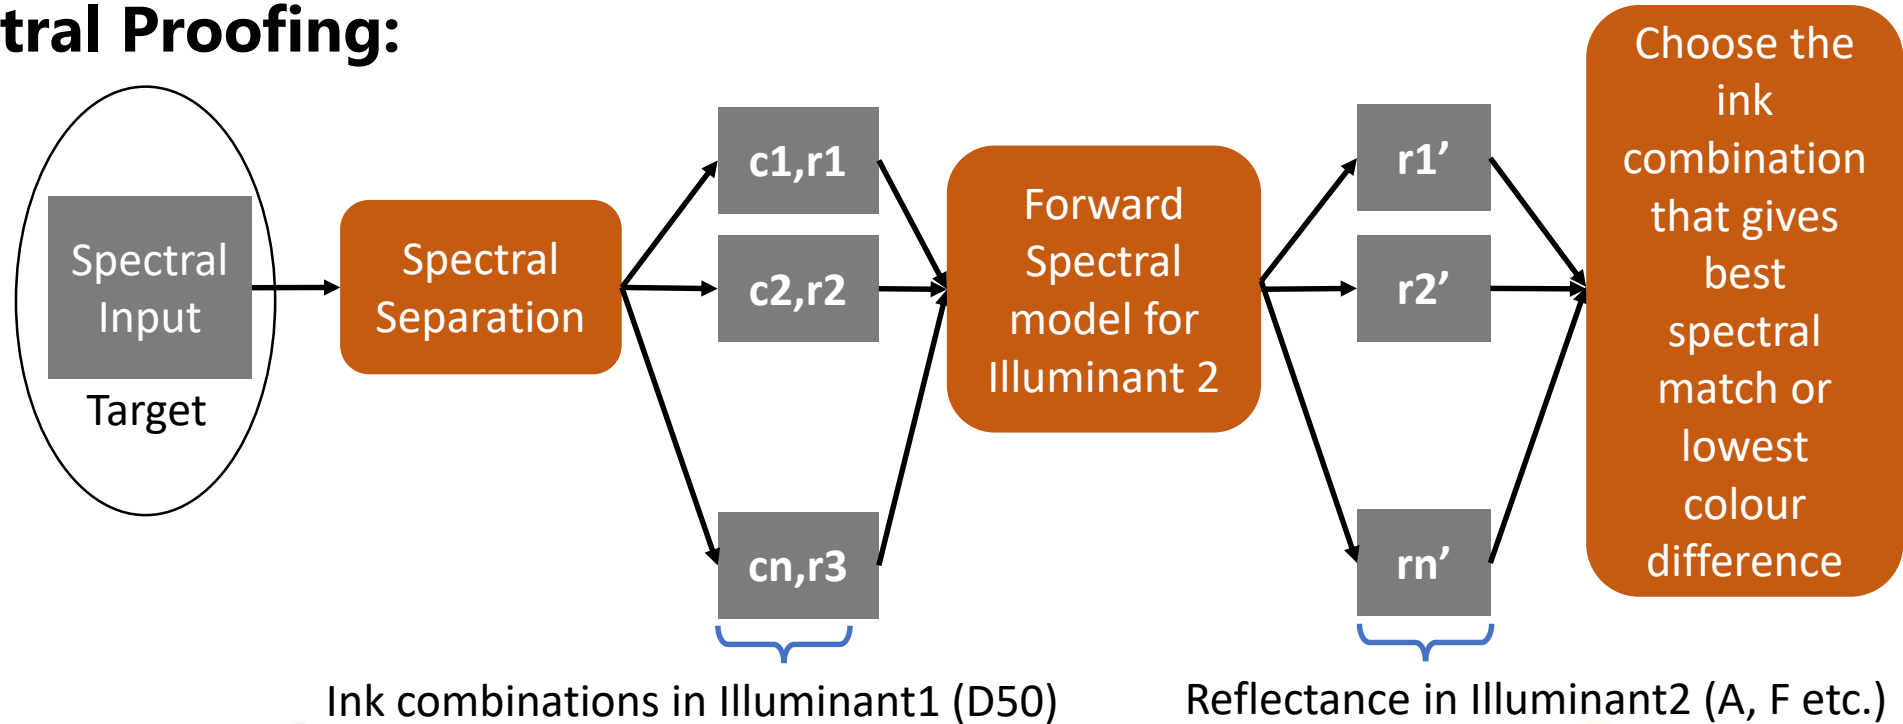 tral Proofing:
Spectral
Input
Target
Spectral
Separation
c1,r1
c2,r2
cn,r3
Ink combinations in Illuminant1 (D50)
Forward
Spectral
model for
Illuminant 2
r1’
r2’
rn’
Reflectance in Illuminant2 (A, F etc.)
Choose the
ink
combination
that gives
best
spectral
match or
lowest
colour
difference